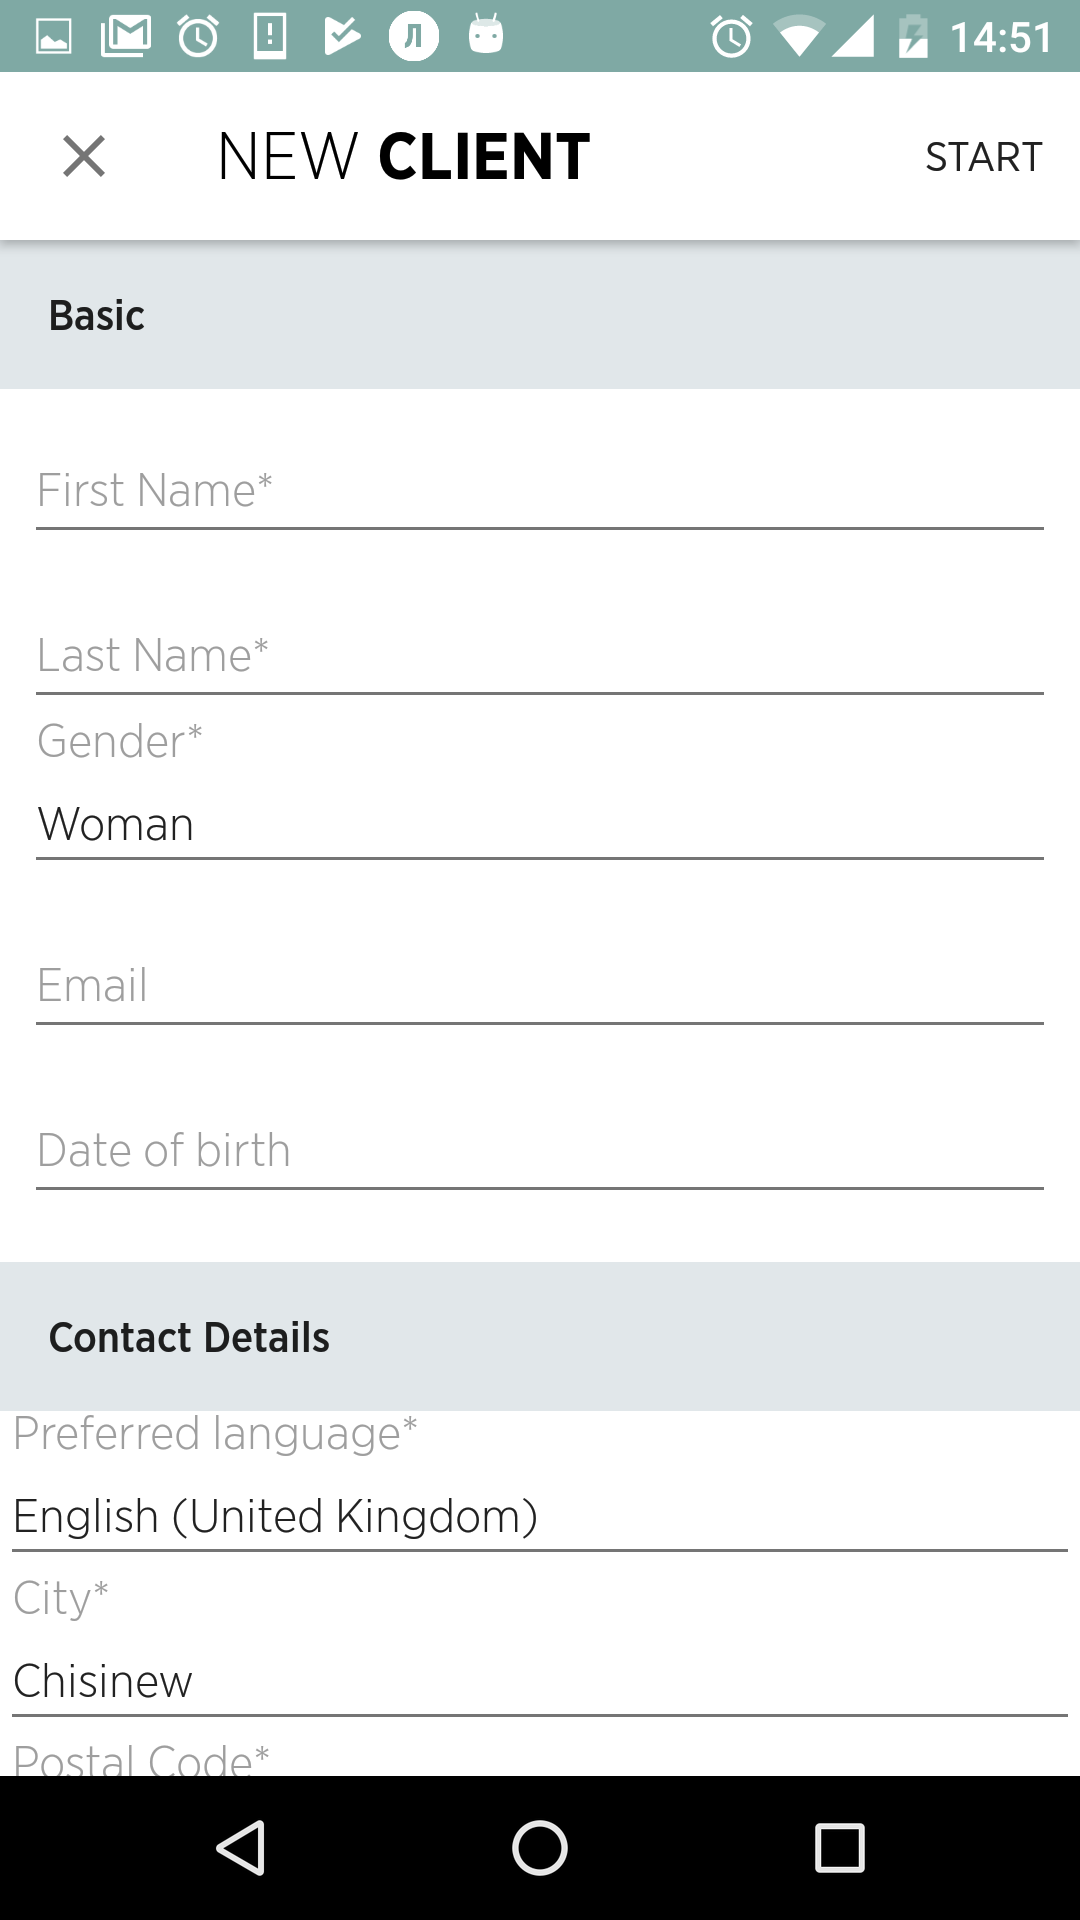 14:51
NEW CLIENT
START
Basic
First Name*
Last Name*
Gender*
Woman
Email
Date of birth
Contact Details
Preferred language*
English (United Kingdom)
City*
Chisinew
Postal Code*